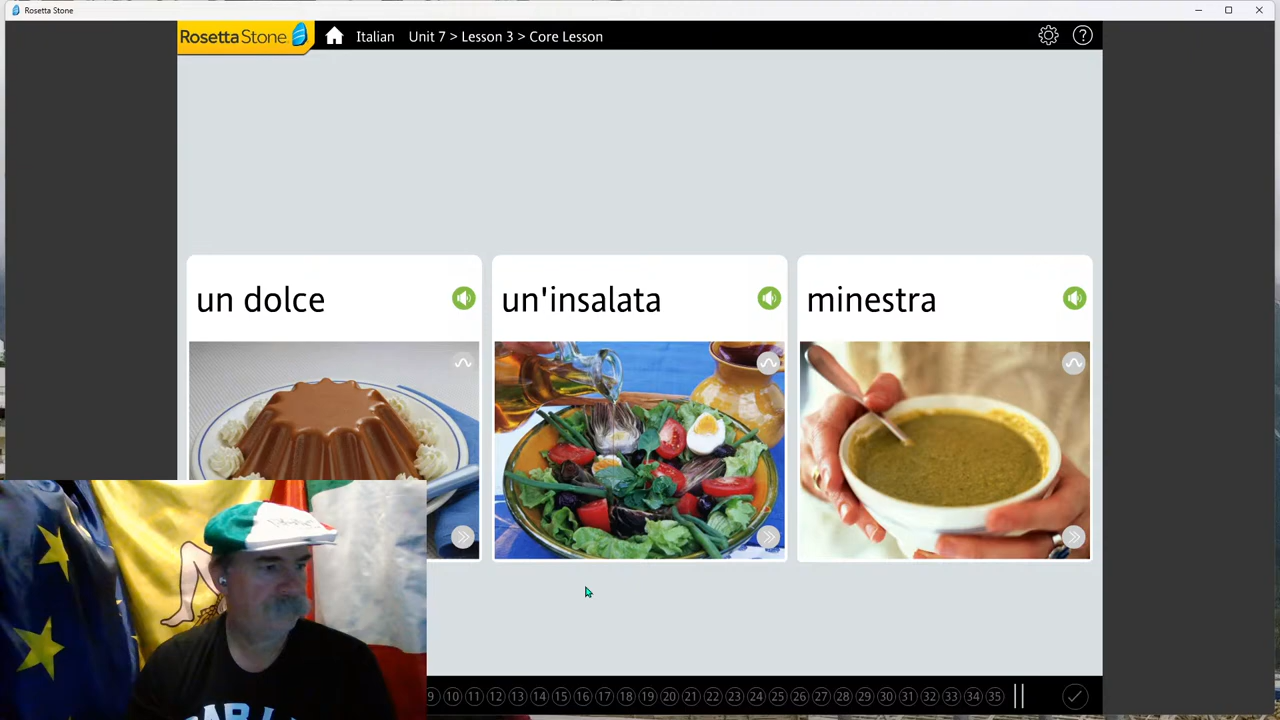 Rosetta Stone
RosettaStone Italian Unit 7 > Lesson 3 > Core Lesson
un dolce
un'insalata
minestra
9 10 11 12 13 14 15 16 17 18 19 20 21 22 23 24 25 26 27 28 29 30 31 32 33 34 35